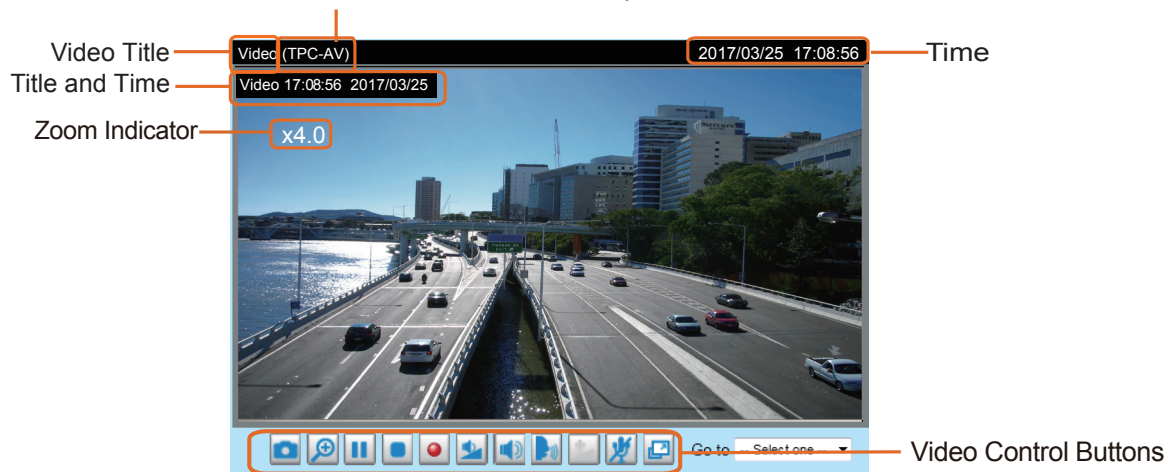 Video Title
Video (TPC-AV)
2017/03/25 17:08:56
Time
Title and Time
Video 17:08:56 2017/03/25
Zoom Indicator
x4.0
Go to
-- Select one --
Video Control Buttons